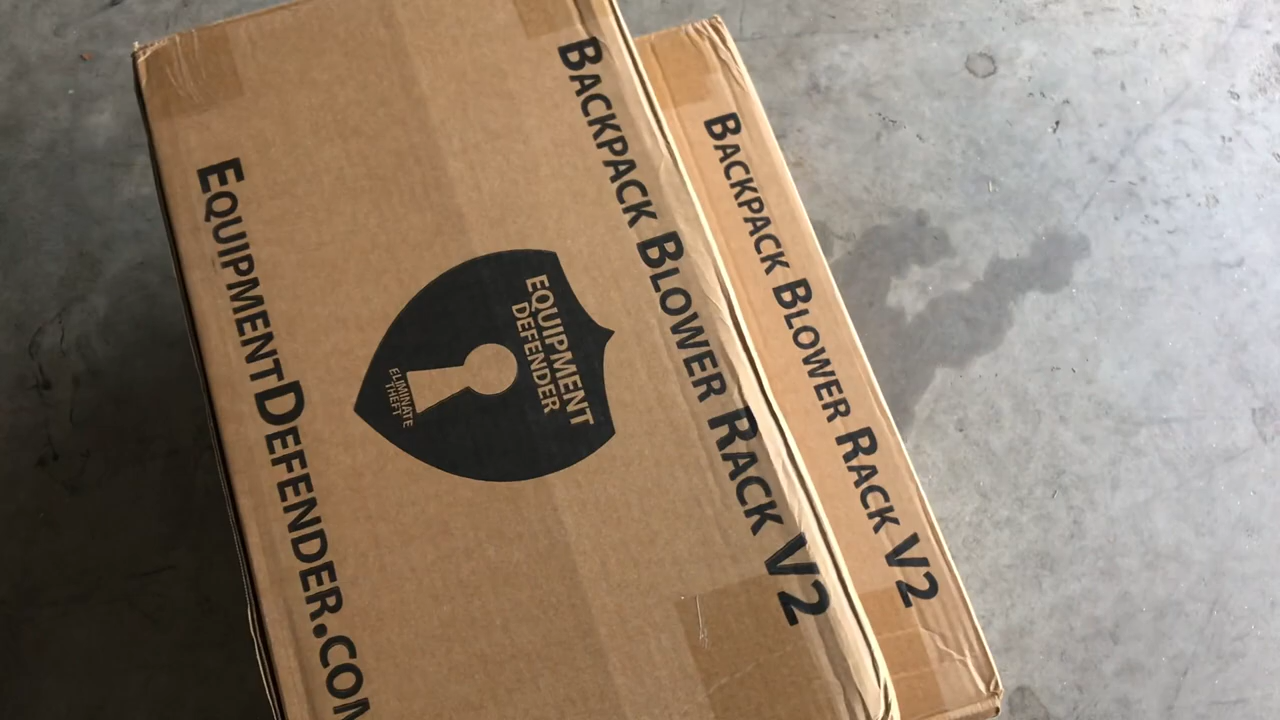 BACKPACK BLOWER RACK V2
EQUIPMENT
DEFENDER
ELIMINATE
THEFT
EQUIPMENTDEFENDER.COM
BACKPACK BLOWER RACK V2